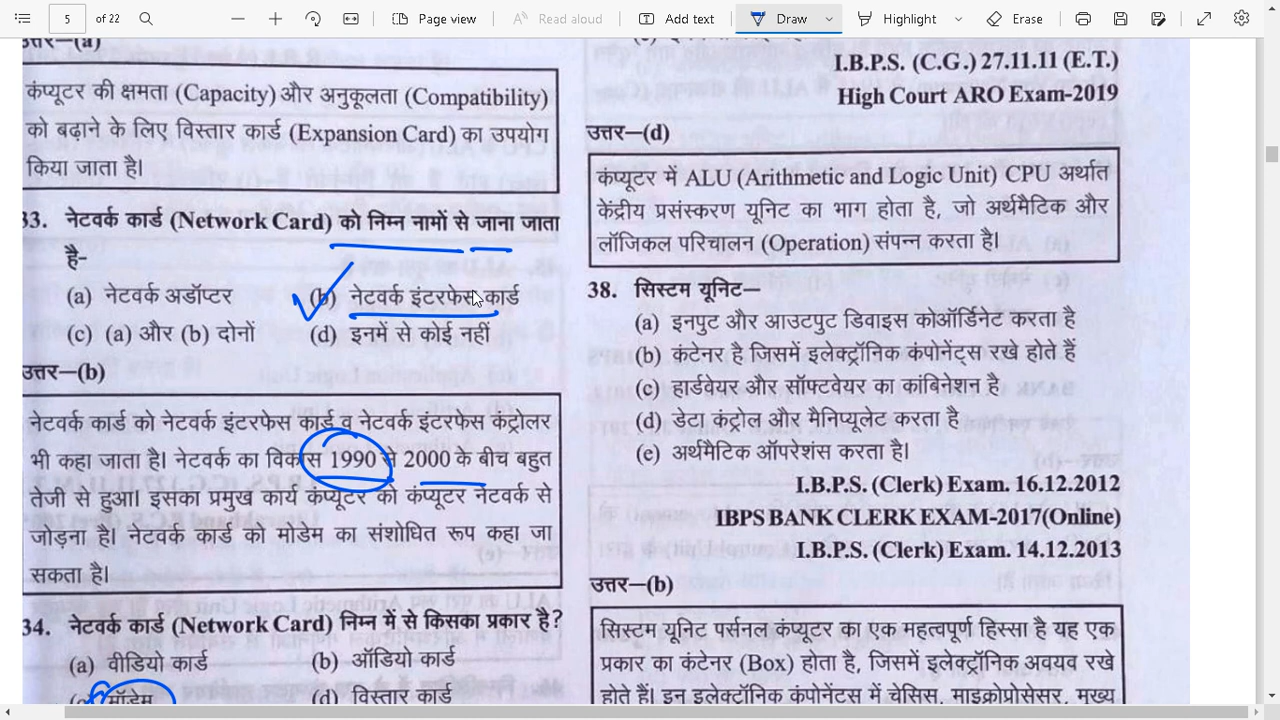 5
of 22
Page view
Read aloud
Add text
Draw
Highlight
Erase
उत्तर—(a)
कंप्यूटर की क्षमता (Capacity) और अनुकूलता (Compatibility)
को बढ़ाने के लिए विस्तार कार्ड (Expansion Card) का उपयोग
किया जाता है।
33. नेटवर्क कार्ड (Network Card) को निम्न नामों से जाना जाता
है-
(a) नेटवर्क अडॉप्टर (b) नेटवर्क इंटरफेस कार्ड
(c) (a) और (b) दोनों (d) इनमें से कोई नहीं
उत्तर—(b)
नेटवर्क कार्ड को नेटवर्क इंटरफेस कार्ड व नेटवर्क इंटरफेस कंट्रोलर
भी कहा जाता है। नेटवर्क का विकास 1990 से 2000 के बीच बहुत
तेजी से हुआ। इसका प्रमुख कार्य कंप्यूटर को कंप्यूटर नेटवर्क से
जोड़ना है। नेटवर्क कार्ड को मोडेम का संशोधित रूप कहा जा
सकता है।
34. नेटवर्क कार्ड (Network Card) निम्न मे से किसका प्रकार है?
(a) वीडियो कार्ड (b) ऑडियो कार्ड
(c) मॉडेम (d) विस्तार कार्ड
I.B.P.S. (C.G.) 27.11.11 (E.T.)
High Court ARO Exam-2019
उत्तर—(d)
कंप्यूटर में ALU (Arithmetic and Logic Unit) CPU अर्थात
केंद्रीय प्रसंस्करण यूनिट का भाग होता है, जो अर्थमैटिक और
लॉजिकल परिचालन (Operation) संपन्न करता है।
38. सिस्टम यूनिट—
(a) इनपुट और आउटपुट डिवाइस कोऑर्डिनेट करता है
(b) कंटेनर है जिसमें इलेक्ट्रॉनिक कंपोनेंट्स रखे होते हैं
(c) हार्डवेयर और सॉफ्टवेयर का कांबिनेशन है
(d) डेटा कंट्रोल और मैनिप्युलेट करता है
(e) अर्थमैटिक ऑपरेशंस करता है।
I.B.P.S. (Clerk) Exam. 16.12.2012
IBPS BANK CLERK EXAM-2017(Online)
I.B.P.S. (Clerk) Exam. 14.12.2013
उत्तर—(b)
सिस्टम यूनिट पर्सनल कंप्यूटर का एक महत्वपूर्ण हिस्सा है यह एक
प्रकार का कंटेनर (Box) होता है, जिसमें इलेक्ट्रॉनिक अवयव रखे
होते हैं। इन इलेक्ट्रॉनिक कंपोनेंट्स में चेसिस, माइक्रोप्रोसेसर, मुख्य